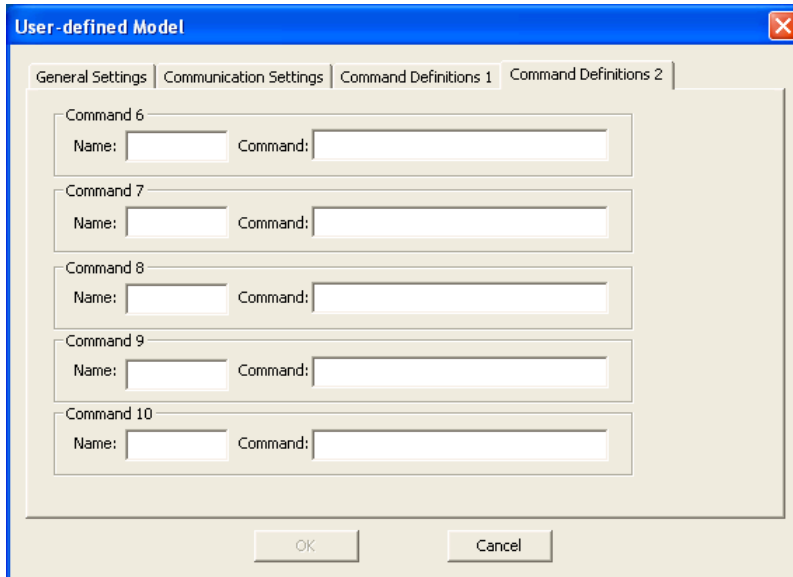 User-defined Model
General Settings Communication Settings Command Definitions 1 Command Definitions 2
Command 6
Name: Command:
Command 7
Name: Command:
Command 8
Name: Command:
Command 9
Name: Command:
Command 10
Name: Command:
OK Cancel